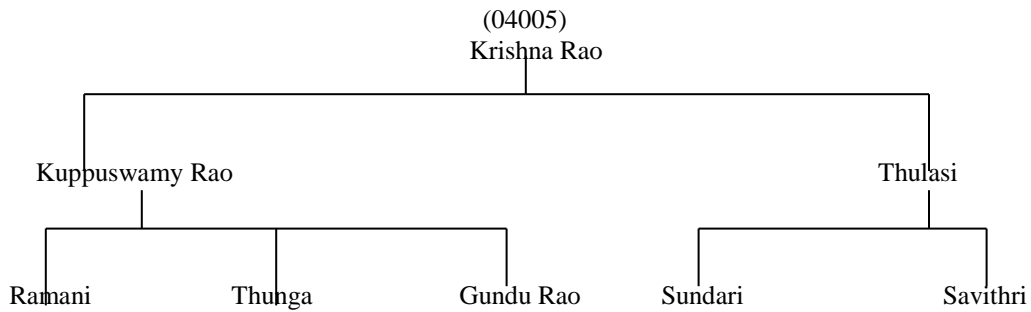 (04005)
Krishna Rao
Kuppuswamy Rao Thulasi
Ramani Thunga Gundu Rao Sundari Savithri